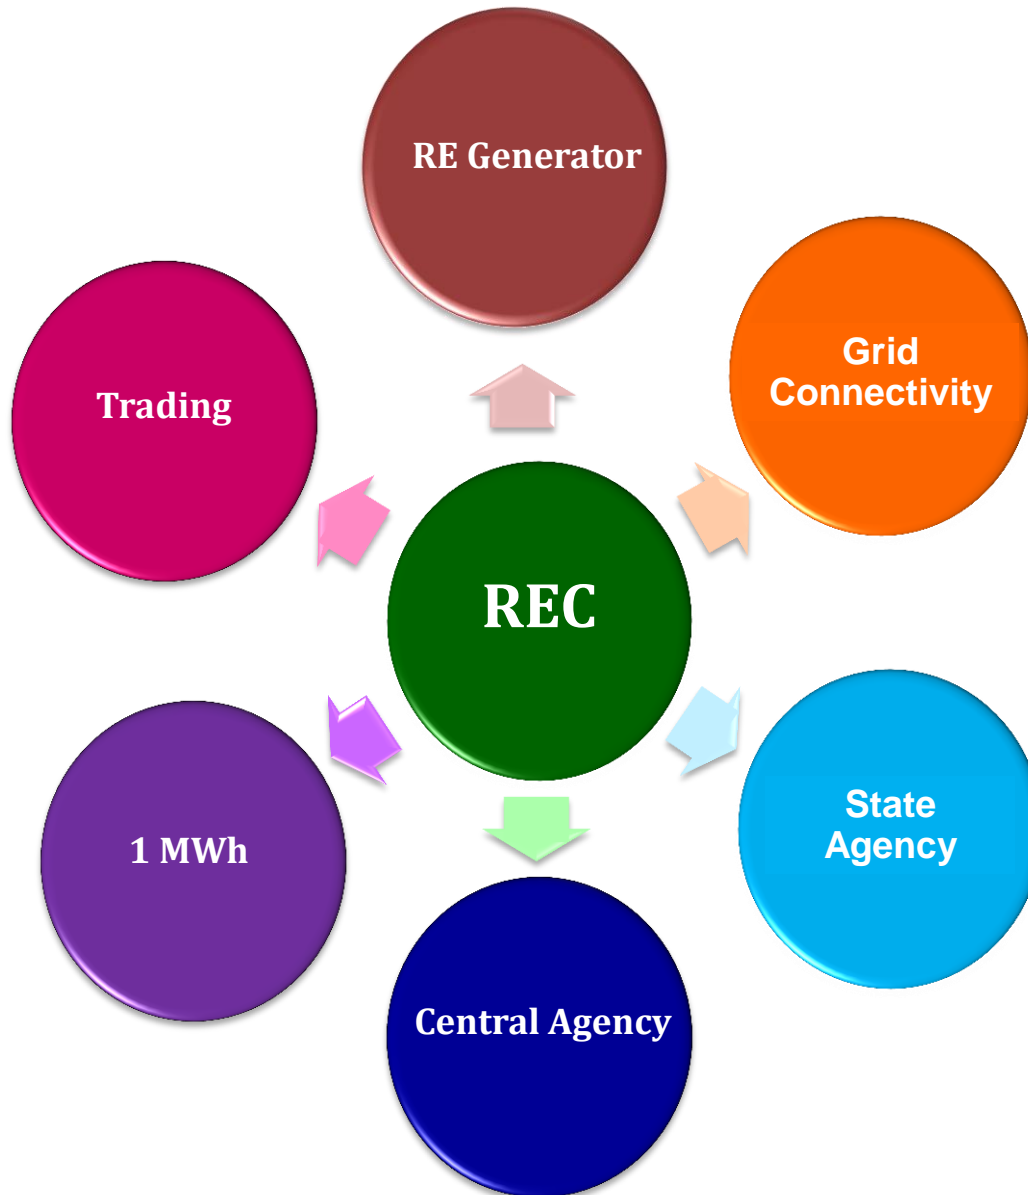 RE Generator
Grid
Connectivity
Trading
REC
State
Agency
1 MWh
Central Agency